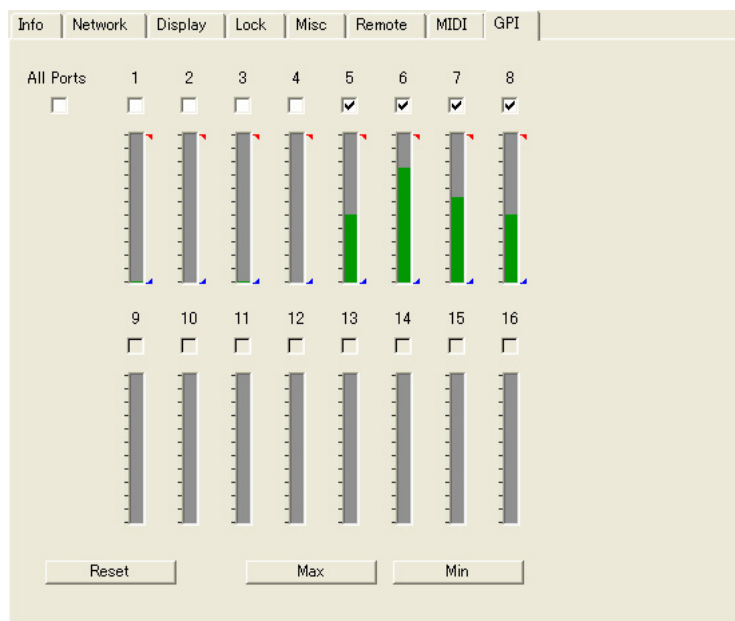 Info Network Display Lock Misc Remote MIDI GPI
All Ports 1 2 3 4 5 6 7 8
9 10 11 12 13 14 15 16
Reset Max Min